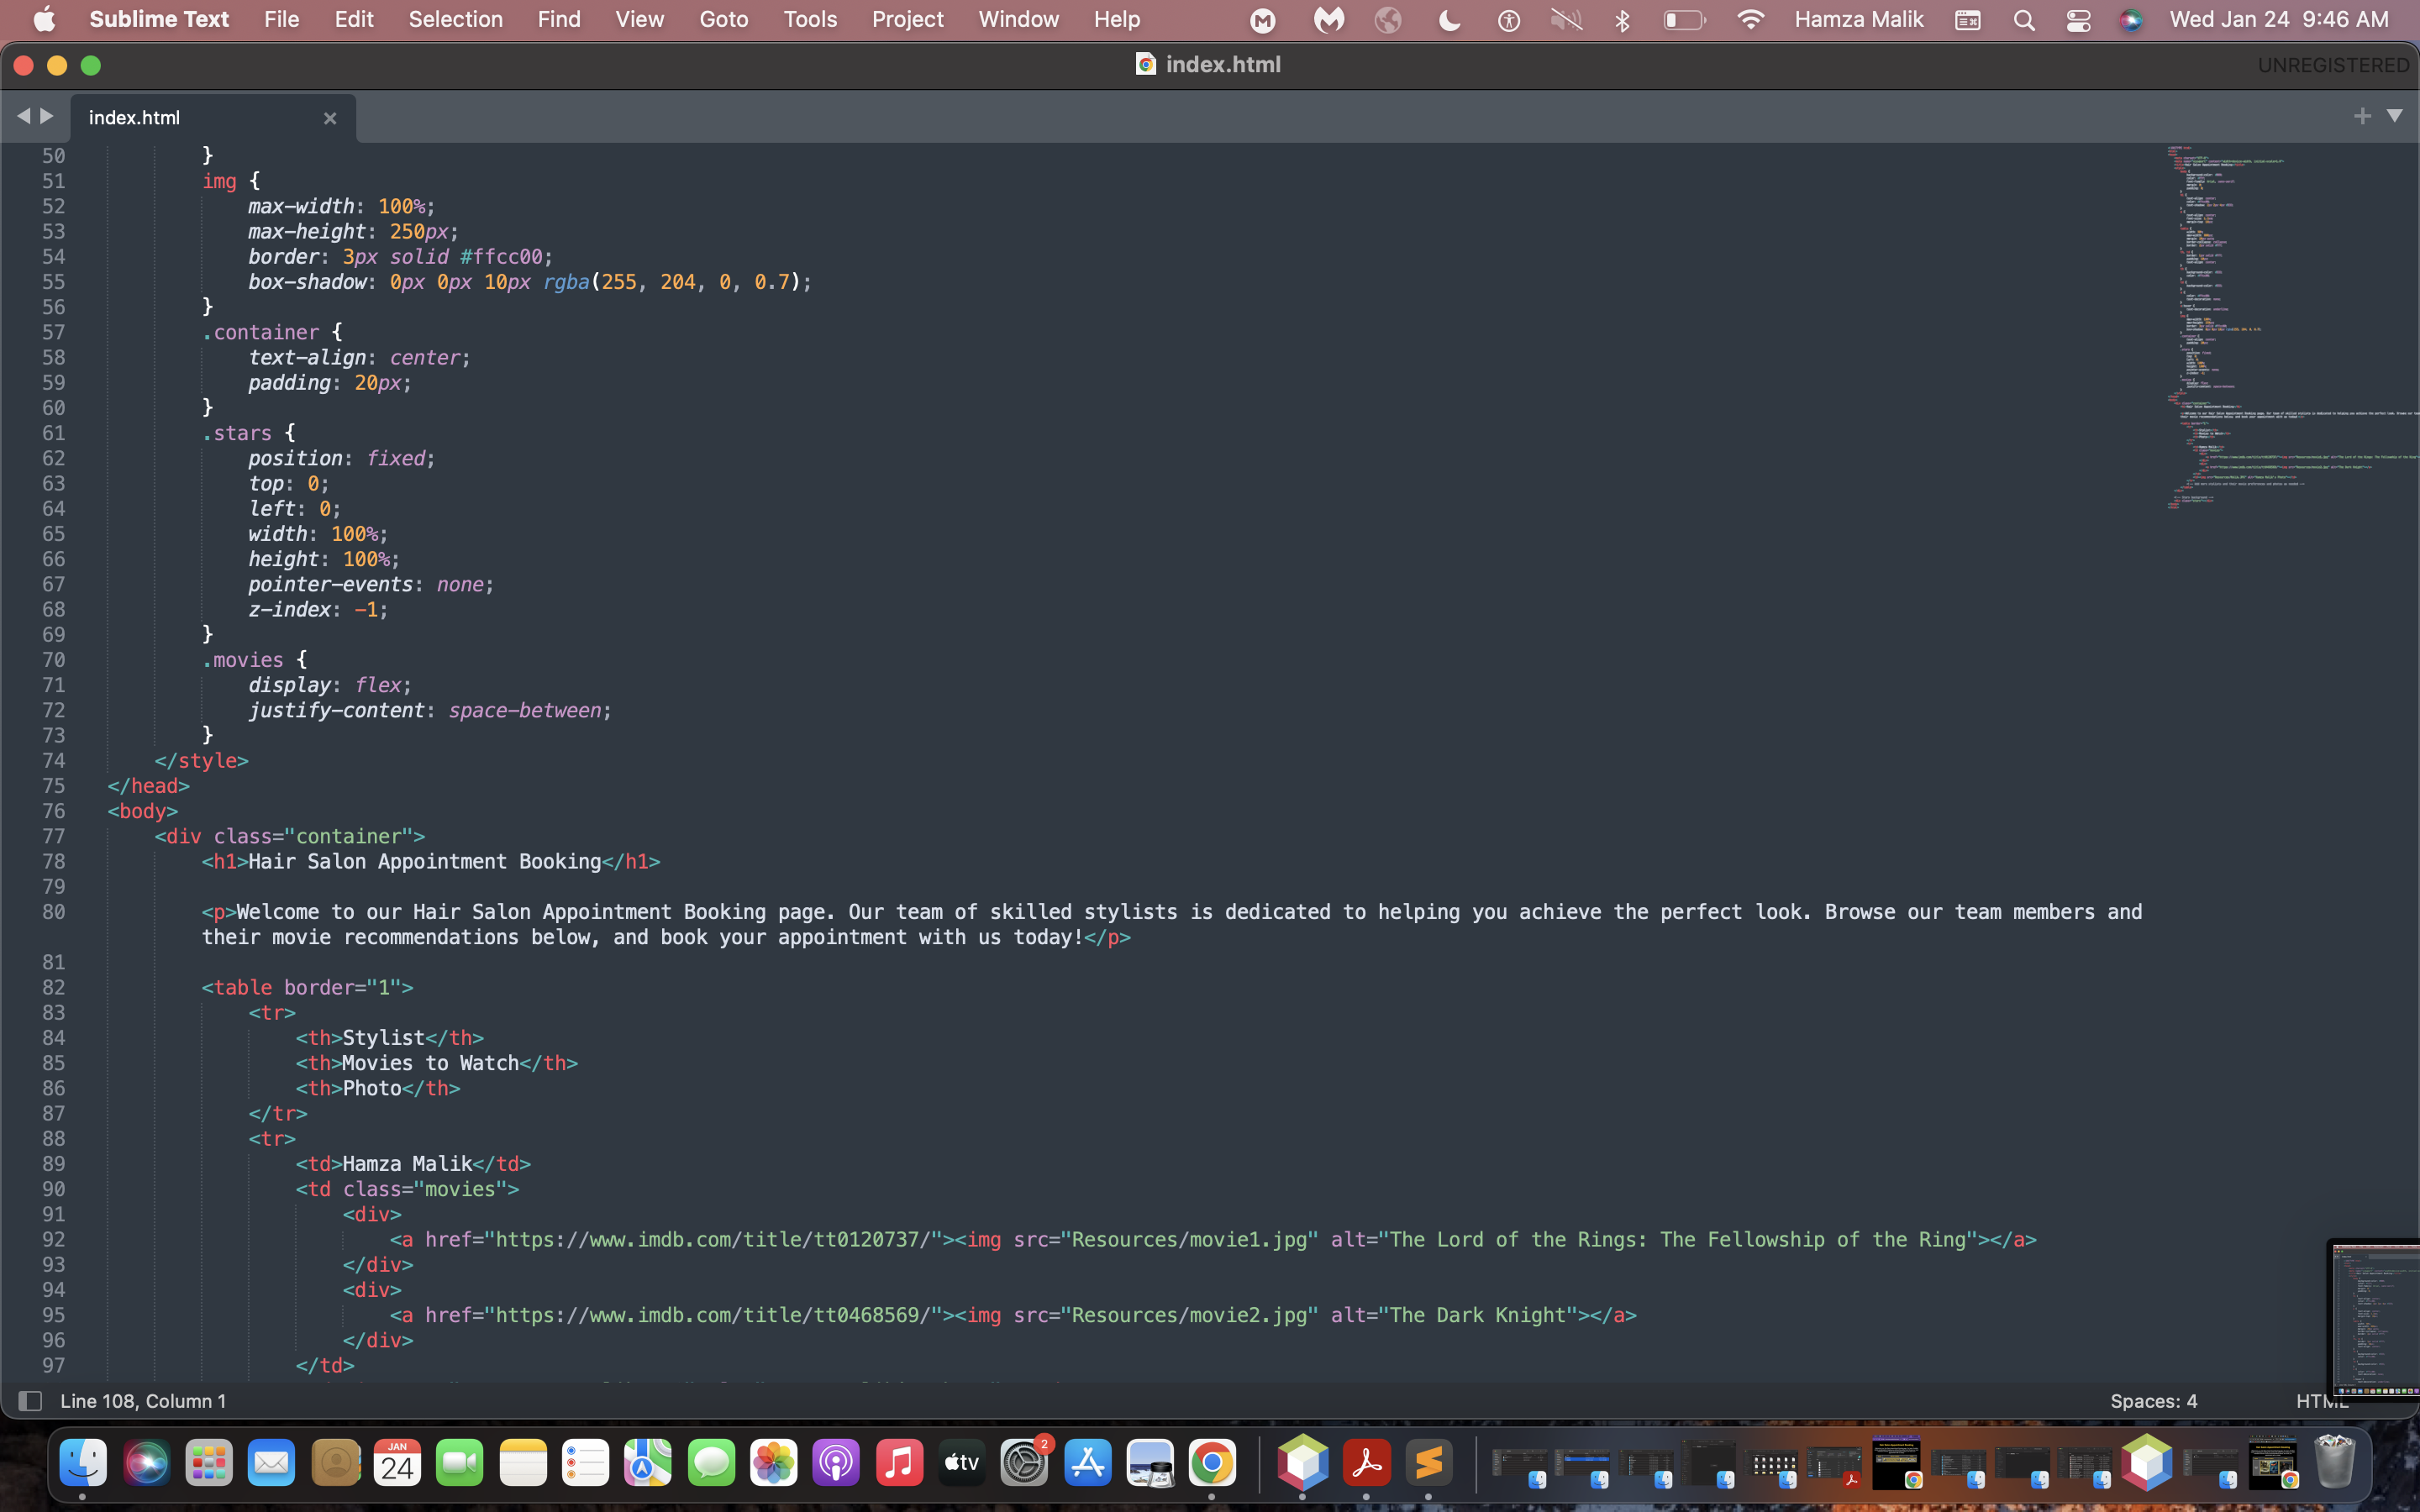 Sublime Text File Edit Selection Find View Goto Tools Project Window Help Hamza Malik Wed Jan 24 9:46 AM
index.html UNREGISTERED
index.html
50 }
51 img {
52 max-width: 100%;
53 max-height: 250px;
54 border: 3px solid #ffcc00;
55 box-shadow: 0px 0px 10px rgba(255, 204, 0, 0.7);
56 }
57 .container {
58 text-align: center;
59 padding: 20px;
60 }
61 .stars {
62 position: fixed;
63 top: 0;
64 left: 0;
65 width: 100%;
66 height: 100%;
67 pointer-events: none;
68 z-index: -1;
69 }
70 .movies {
71 display: flex;
72 justify-content: space-between;
73 }
74 </style>
75 </head>
76 <body>
77 <div class="container">
78 <h1>Hair Salon Appointment Booking</h1>
79
80 <p>Welcome to our Hair Salon Appointment Booking page. Our team of skilled stylists is dedicated to helping you achieve the perfect look. Browse our team members and
their movie recommendations below, and book your appointment with us today!</p>
81
82 <table border="1">
83 <tr>
84 <th>Stylist</th>
85 <th>Movies to Watch</th>
86 <th>Photo</th>
87 </tr>
88 <tr>
89 <td>Hamza Malik</td>
90 <td class="movies">
91 <div>
92 <a href="https://www.imdb.com/title/tt0120737/"><img src="Resources/movie1.jpg" alt="The Lord of the Rings: The Fellowship of the Ring"></a>
93 </div>
94 <div>
95 <a href="https://www.imdb.com/title/tt0468569/"><img src="Resources/movie2.jpg" alt="The Dark Knight"></a>
96 </div>
97 </td>
Line 108, Column 1 Spaces: 4 HTML
JAN
24
tv
2